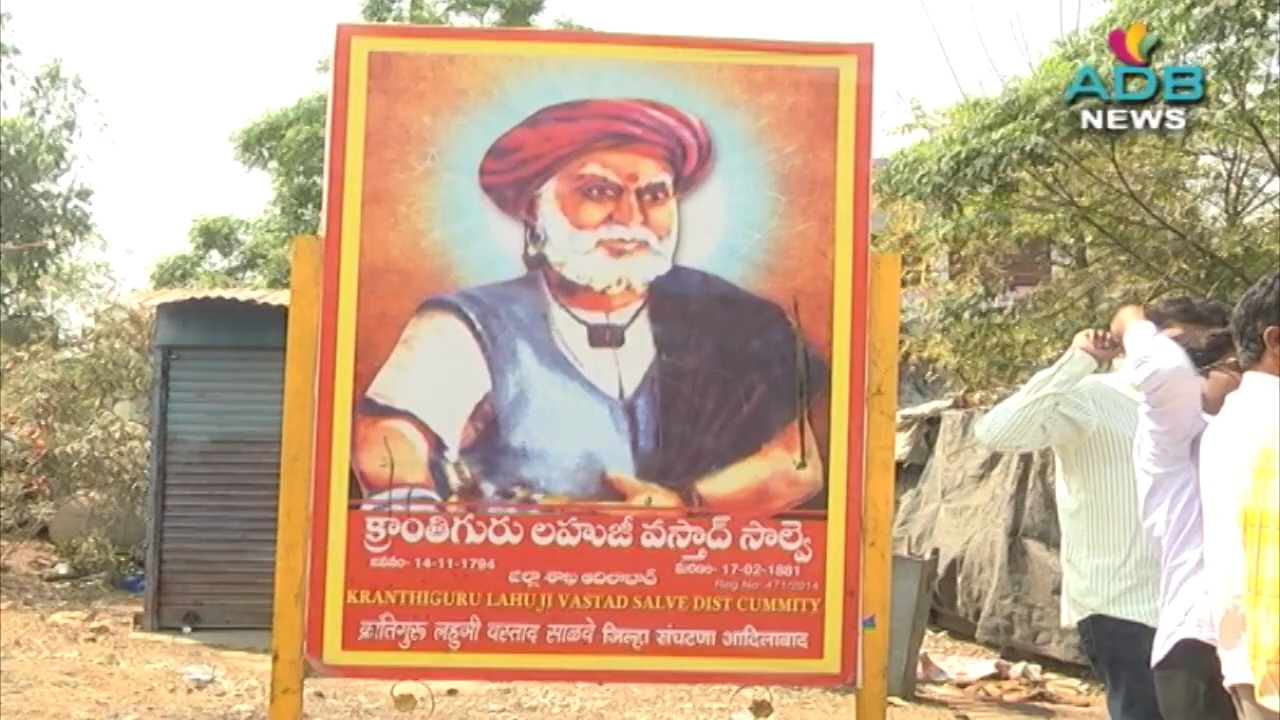 ADB
NEWS
క్రాంతిగురు లహుజీ వస్తాద్ సాల్వె
జననం- 14-11-1794
మరణం- 17-02-1881
జిల్లా శాఖ ఆదిలాబాద్
Reg.No: 471/2014
KRANTHIGURU LAHUJI VASTAD SALVE DIST CUMMITY
क्रांतिगुरू लहुजी वस्ताद साळवे जिल्हा संघटणा आदिलाबाद